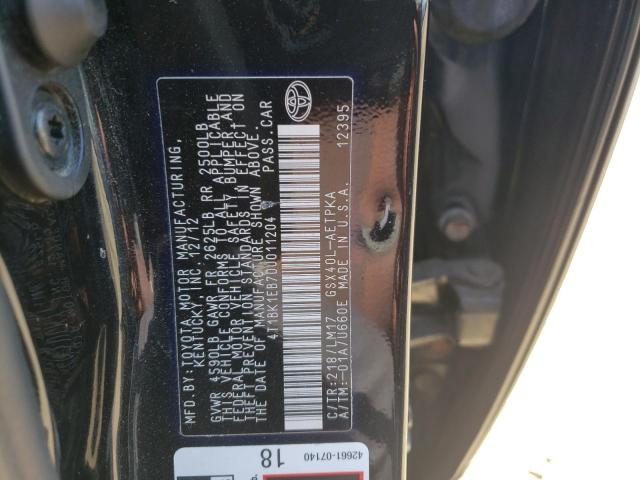 MFD. BY: TOYOTA MOTOR MANUFACTURING,
KENTUCKY, INC. 12/12
GVWR 4590LB GAWR FR 2625LB RR 2500LB
THIS VEHICLE CONFORMS TO ALL APPLICABLE
FEDERAL MOTOR VEHICLE SAFETY, BUMPER, AND
THEFT PREVENTION STANDARDS IN EFFECT ON
THE DATE OF MANUFACTURE SHOWN ABOVE.
4T1BK1EB7DU011204 PASS. CAR
C/TR: 218/LM17 GSX40L-AETPKA
A/TM: -01A/U660E MADE IN U.S.A. 12395
42661-07140
18